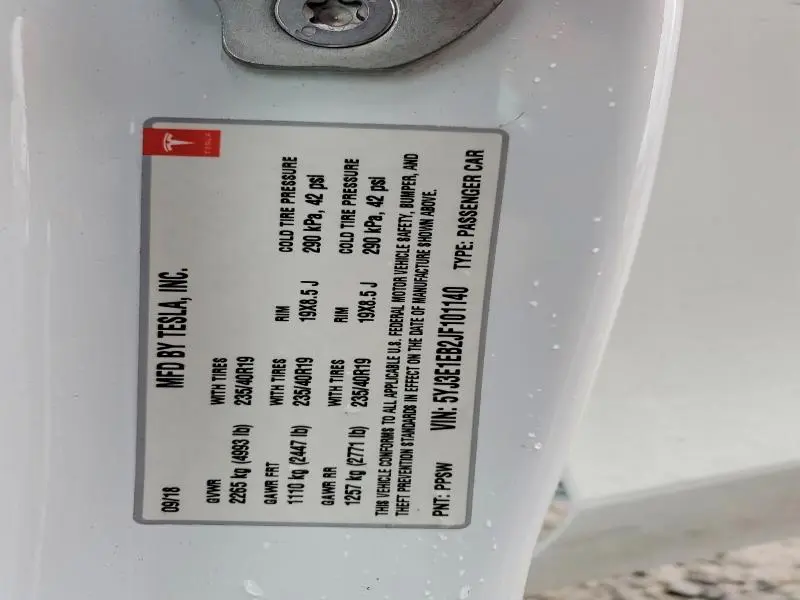 TESLA
MFD BY TESLA, INC.
09/18
GVWR WITH TIRES RIM COLD TIRE PRESSURE
2265 kg (4993 lb) 235/40R19 19X8.5 J 290 kPa, 42 psi
GAWR FRT WITH TIRES RIM COLD TIRE PRESSURE
1110 kg (2447 lb) 235/40R19 19X8.5 J 290 kPa, 42 psi
GAWR RR WITH TIRES
1257 kg (2771 lb) 235/40R19
THIS VEHICLE CONFORMS TO ALL APPLICABLE U.S. FEDERAL MOTOR VEHICLE SAFETY, BUMPER, AND
THEFT PREVENTION STANDARDS IN EFFECT ON THE DATE OF MANUFACTURE SHOWN ABOVE.
PNT: PPSW VIN: 5YJ3E1EB2JF101140 TYPE: PASSENGER CAR